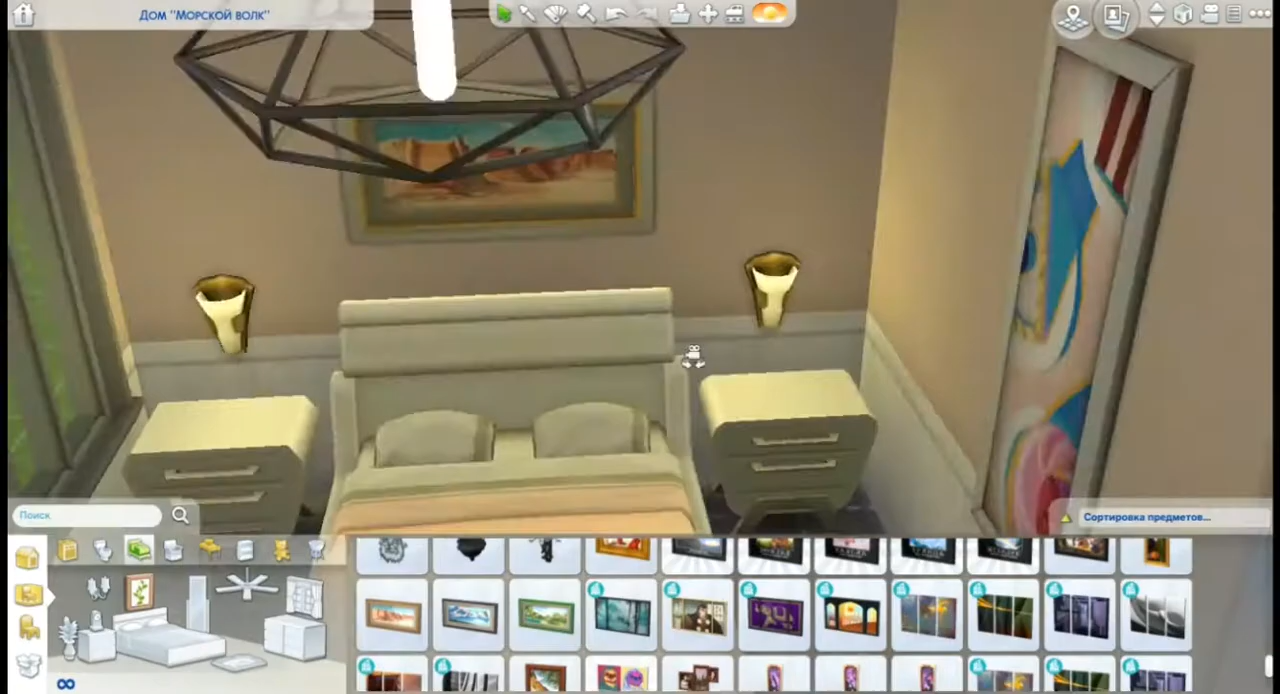 Дом "Морской волк"
Поиск
Сортировка предметов...